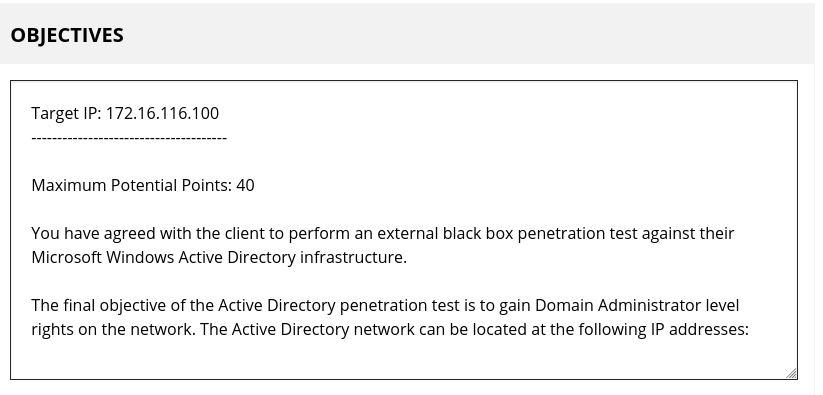 OBJECTIVES
Target IP: 172.16.116.100
--------------------------------------
Maximum Potential Points: 40
You have agreed with the client to perform an external black box penetration test against their
Microsoft Windows Active Directory infrastructure.
The final objective of the Active Directory penetration test is to gain Domain Administrator level
rights on the network. The Active Directory network can be located at the following IP addresses: